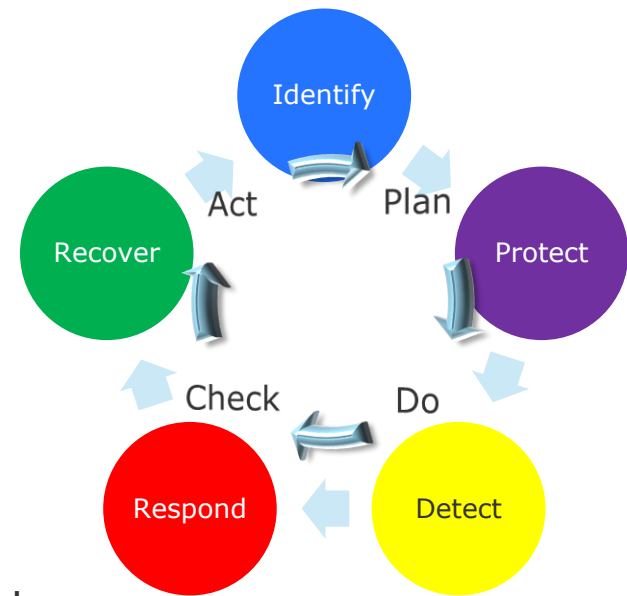 Identify
Act
Plan
Recover
Protect
Check
Do
Respond
Detect